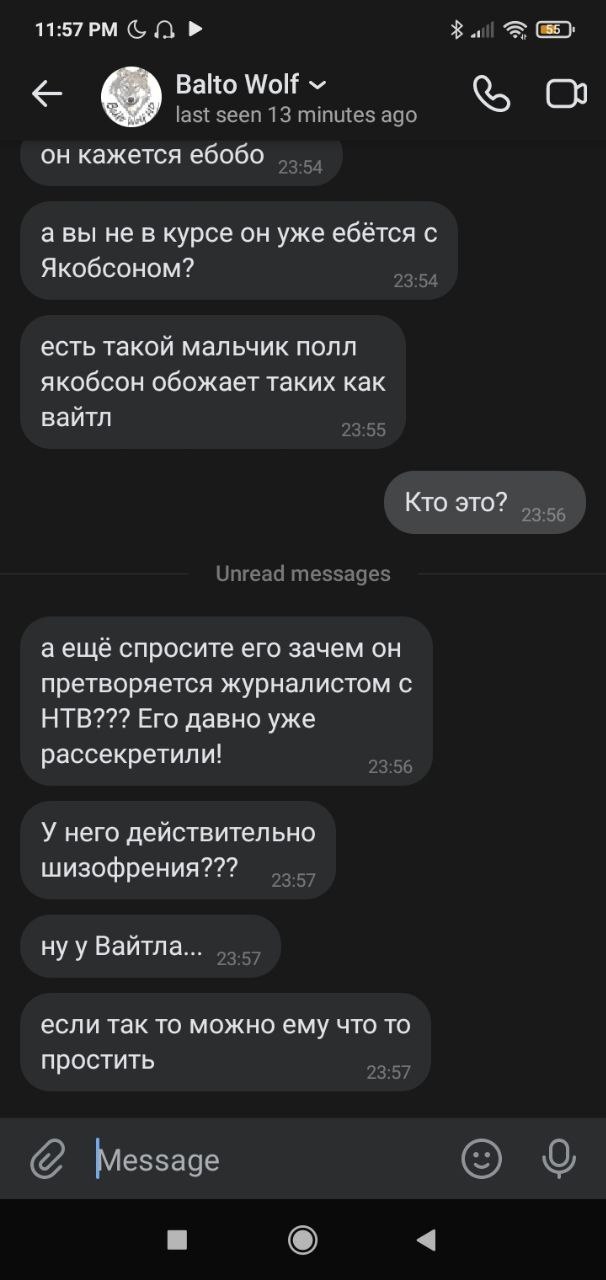 11:57 PM
55
Balto Wolf
last seen 13 minutes ago
он кажется ебобо 23:54
а вы не в курсе он уже ебётся с
Якобсоном?
23:54
есть такой мальчик полл
якобсон обожает таких как
вайтл
23:55
Кто это? 23:56
Unread messages
а ещё спросите его зачем он
претворяется журналистом с
НТВ??? Его давно уже
рассекретили!
23:56
У него действительно
шизофрения???
23:57
ну у Вайтла... 23:57
если так то можно ему что то
простить
23:57
Message